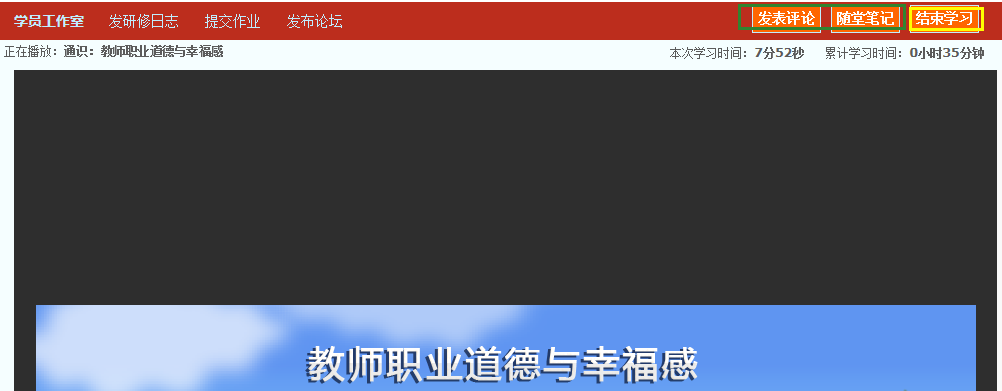 学员工作室 发研修日志 提交作业 发布论坛 发表评论 随堂笔记 结束学习
正在播放：通识：教师职业道德与幸福感 本次学习时间：7分52秒 累计学习时间：0小时35分钟
教师职业道德与幸福感